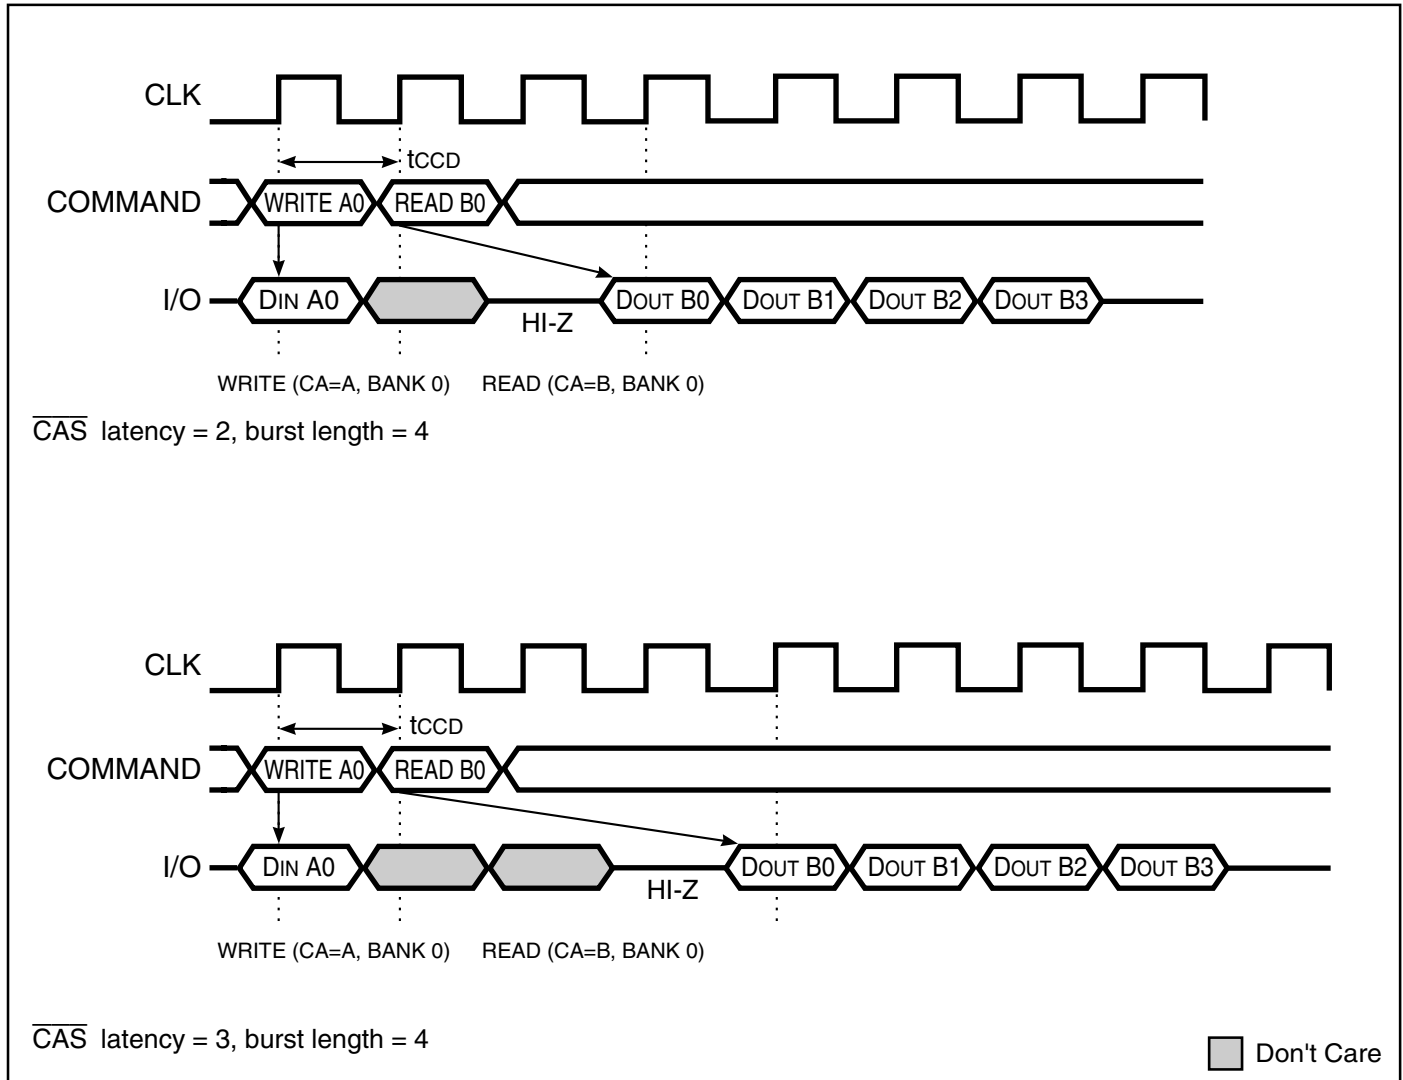 CLK
tCCD
COMMAND WRITE A0 READ B0
I/O DIN A0 DOUT B0 DOUT B1 DOUT B2 DOUT B3
HI-Z
WRITE (CA=A, BANK 0) READ (CA=B, BANK 0)
CAS latency = 2, burst length = 4
CLK
tCCD
COMMAND WRITE A0 READ B0
I/O DIN A0 DOUT B0 DOUT B1 DOUT B2 DOUT B3
HI-Z
WRITE (CA=A, BANK 0) READ (CA=B, BANK 0)
CAS latency = 3, burst length = 4
Don't Care